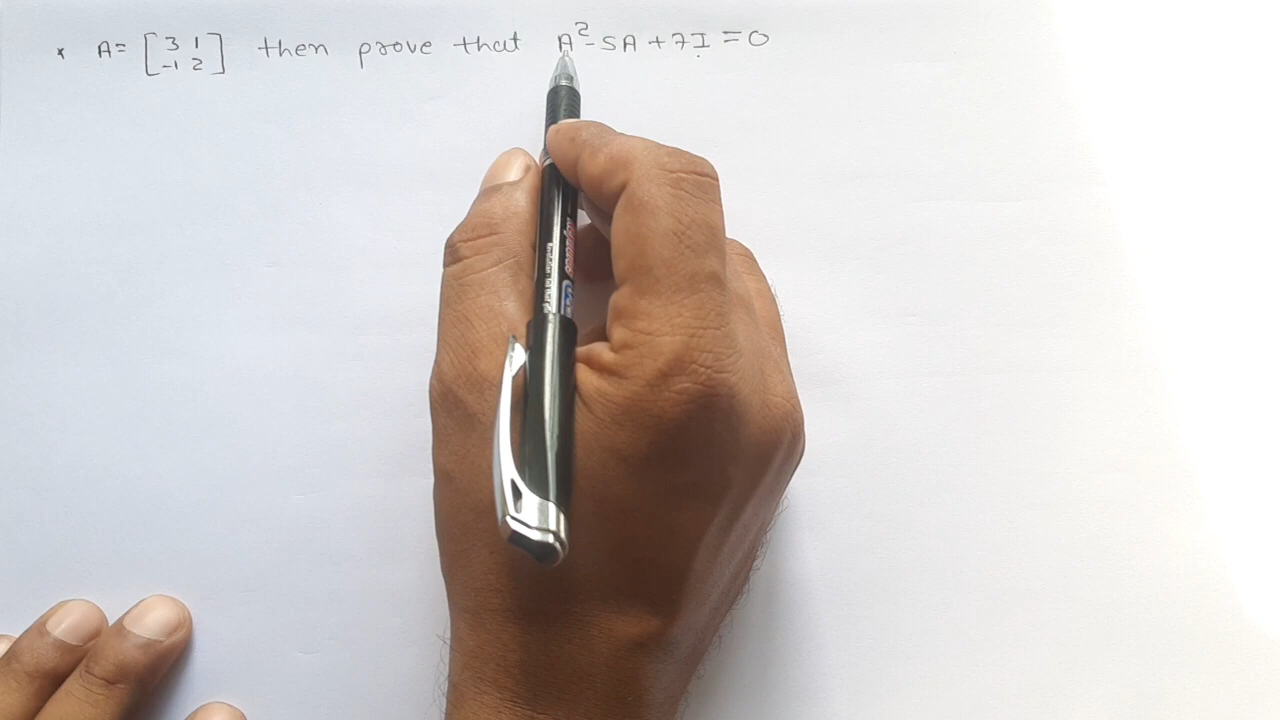 * A = [3 1 -1 2] then prove that A² - 5A + 7I = 0